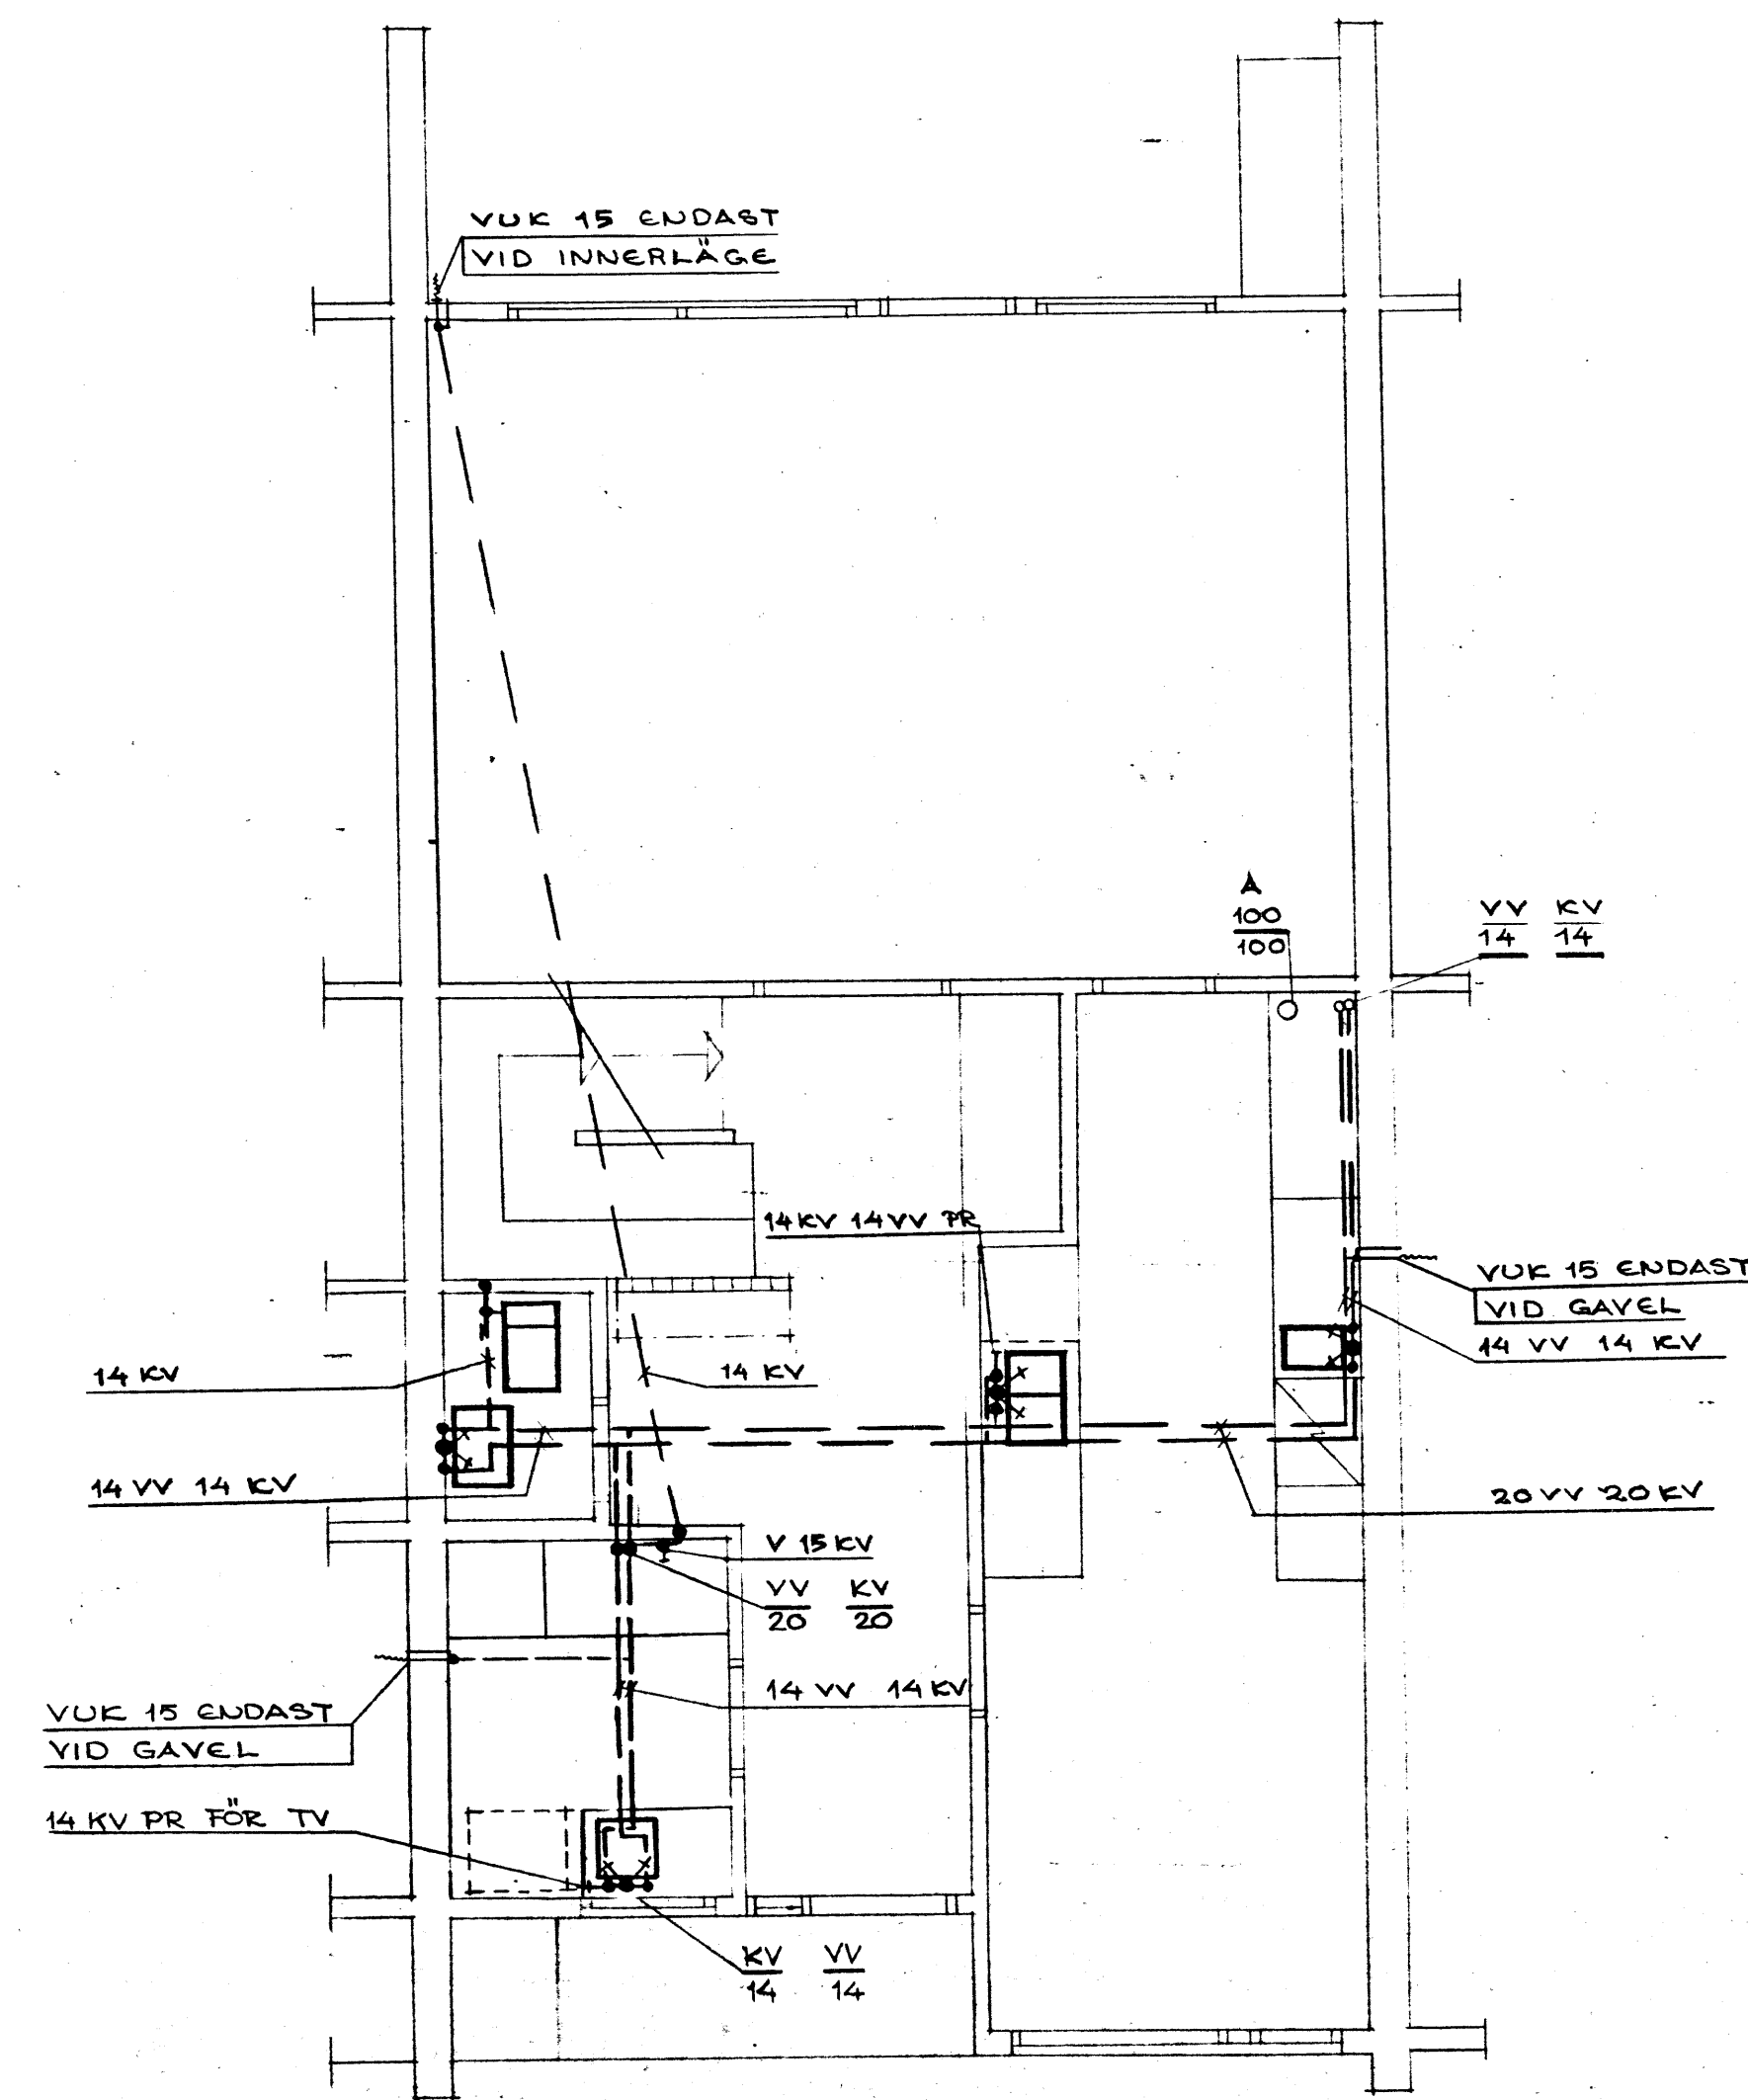 VUK 15 ENDAST
VID INNERLÄGE
A
100
100
VV KV
14 14
14 KV 14 VV PR
VUK 15 ENDAST
VID GAVEL
14 VV 14 KV
14 KV
14 KV
14 VV 14 KV
20 VV 20 KV
V 15 KV
VV KV
20 20
14 VV 14 KV
VUK 15 ENDAST
VID GAVEL
14 KV PR FÖR TV
KV VV
14 14